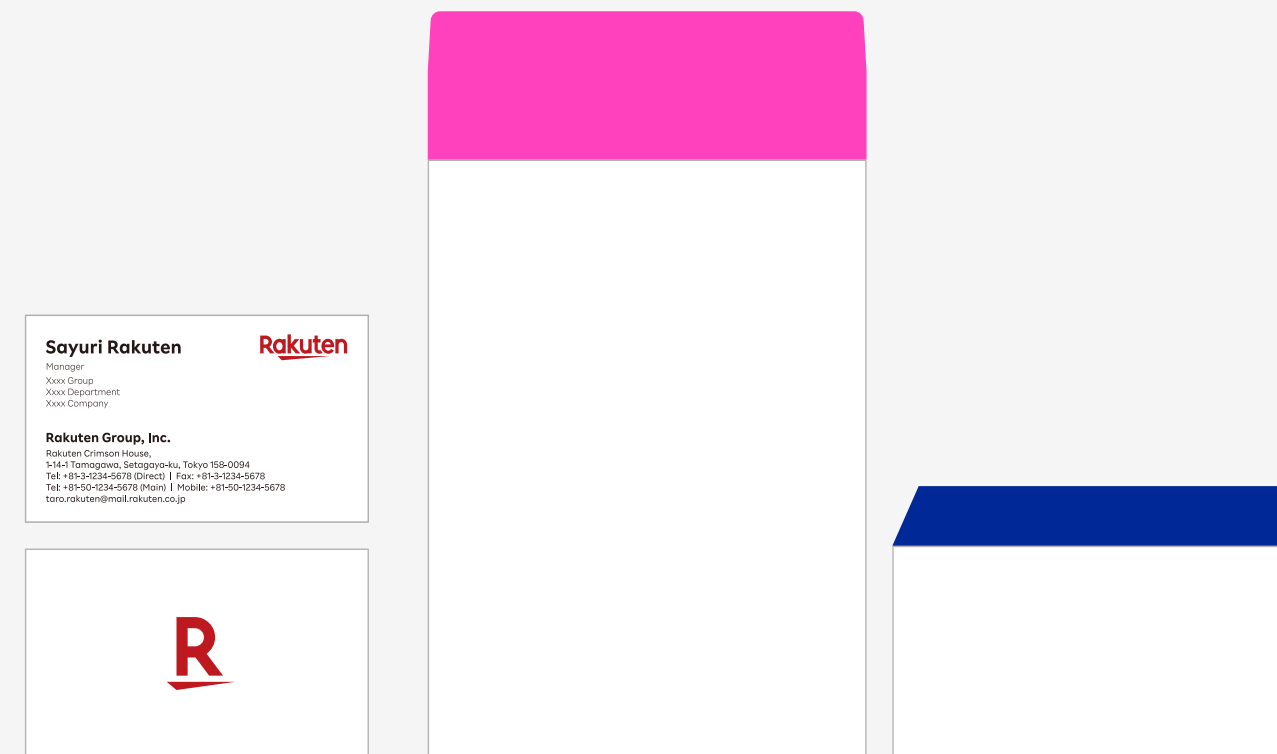 Sayuri Rakuten
Rakuten
Manager
Xxxx Group
Xxxx Department
Xxxx Company
Rakuten Group, Inc.
Rakuten Crimson House,
1-14-1 Tamagawa, Setagaya-ku, Tokyo 158-0094
Tel: +81-3-1234-5678 (Direct) | Fax: +81-3-1234-5678
Tel: +81-50-1234-5678 (Main) | Mobile: +81-50-1234-5678
taro.rakuten@mail.rakuten.co.jp
R